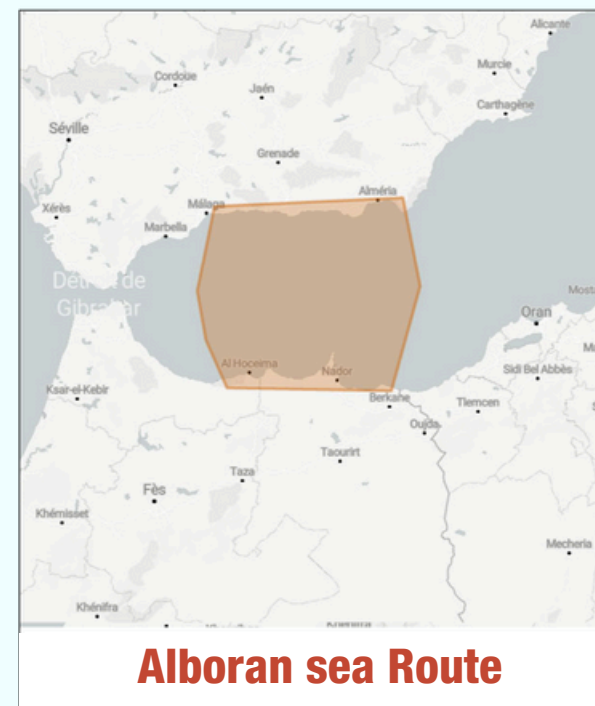 Alicante
Murcie
Cordoue
Jaén
Carthagène
Séville
Grenade
Alméria
Málaga
Xérès
Marbella
Détroit de
Gibraltar
Oran
Al Hoceima
Nador
Sidi Bel Abbès
Ksar-el-Kebir
Berkane
Tlemcen
Oujda
Taourirt
Taza
Fès
Khémisset
Mecheria
Khénifra
Alboran sea Route